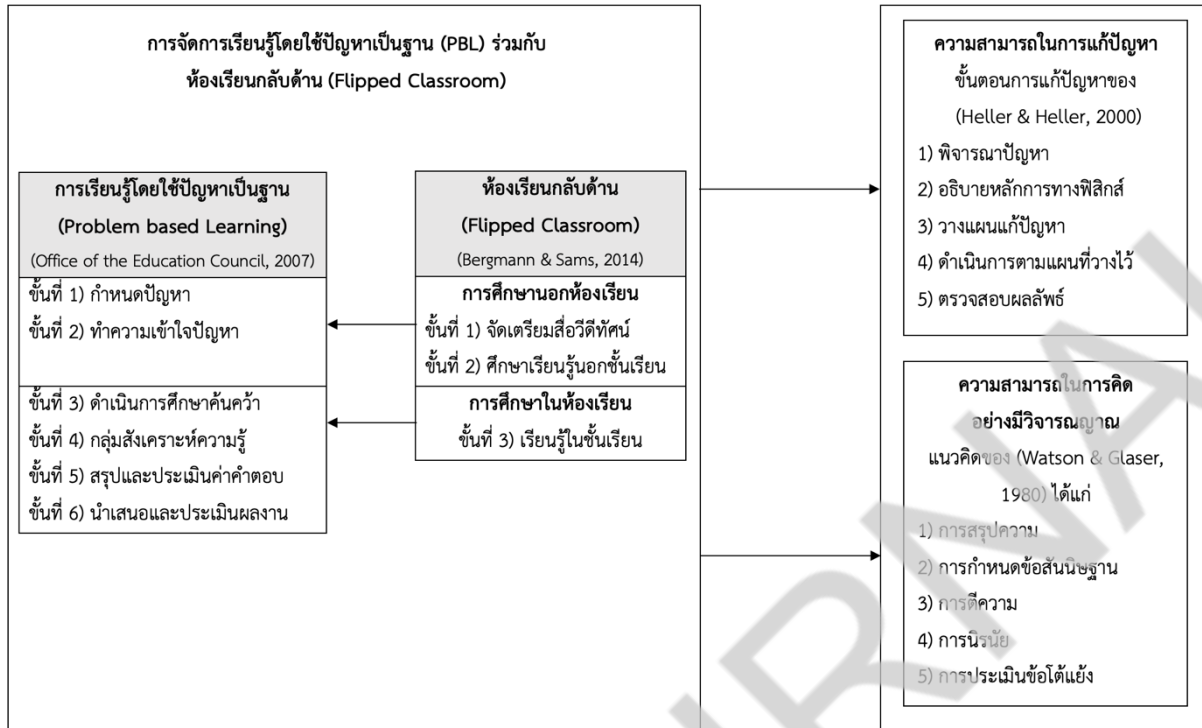 การจัดการเรียนรู้โดยใช้ปัญหาเป็นฐาน (PBL) ร่วมกับ
ห้องเรียนกลับด้าน (Flipped Classroom)
การเรียนรู้โดยใช้ปัญหาเป็นฐาน
(Problem based Learning)
(Office of the Education Council, 2007)
ขั้นที่ 1) กำหนดปัญหา
ขั้นที่ 2) ทำความเข้าใจปัญหา
ขั้นที่ 3) ดำเนินการศึกษาค้นคว้า
ขั้นที่ 4) กลุ่มสังเคราะห์ความรู้
ขั้นที่ 5) สรุปและประเมินค่าคำตอบ
ขั้นที่ 6) นำเสนอและประเมินผลงาน
ห้องเรียนกลับด้าน
(Flipped Classroom)
(Bergmann & Sams, 2014)
การศึกษานอกห้องเรียน
ขั้นที่ 1) จัดเตรียมสื่อวีดีทัศน์
ขั้นที่ 2) ศึกษาเรียนรู้นอกชั้นเรียน
การศึกษาในห้องเรียน
ขั้นที่ 3) เรียนรู้ในชั้นเรียน
ความสามารถในการแก้ปัญหา
ขั้นตอนการแก้ปัญหาของ
(Heller & Heller, 2000)
1) พิจารณาปัญหา
2) อธิบายหลักการทางฟิสิกส์
3) วางแผนแก้ปัญหา
4) ดำเนินการตามแผนที่วางไว้
5) ตรวจสอบผลลัพธ์
ความสามารถในการคิด
อย่างมีวิจารณญาณ
แนวคิดของ (Watson & Glaser,
1980) ได้แก่
1) การสรุปความ
2) การกำหนดข้อสันนิษฐาน
3) การตีความ
4) การนิรนัย
5) การประเมินข้อโต้แย้ง